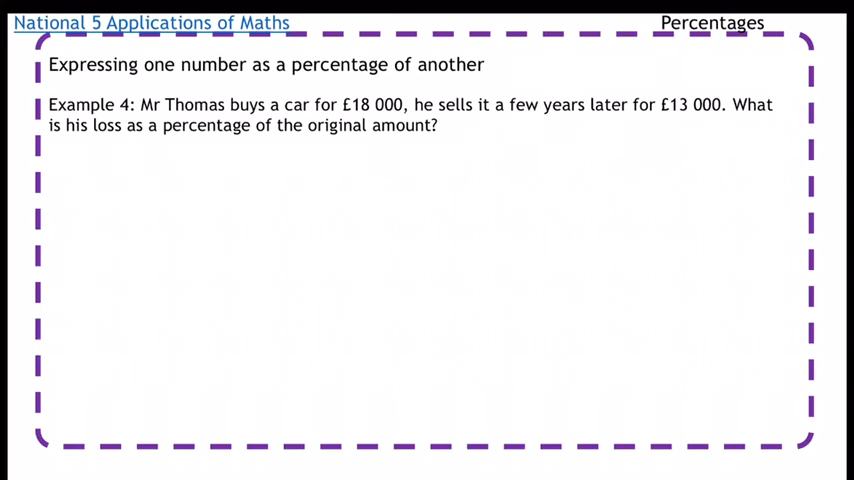 National 5 Applications of Maths
Percentages
Expressing one number as a percentage of another
Example 4: Mr Thomas buys a car for £18 000, he sells it a few years later for £13 000. What
is his loss as a percentage of the original amount?